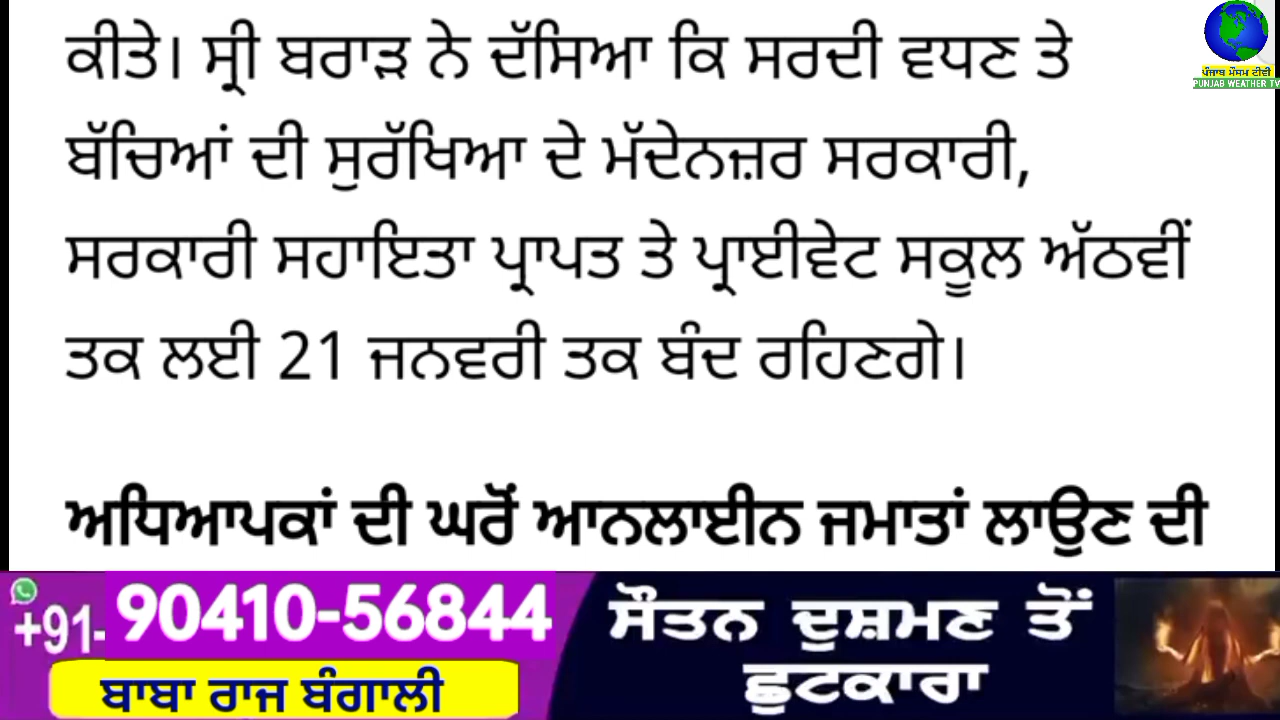 ਕੀਤੇ। ਸ੍ਰੀ ਬਰਾੜ ਨੇ ਦੱਸਿਆ ਕਿ ਸਰਦੀ ਵਧਣ ਤੇ
ਬੱਚਿਆਂ ਦੀ ਸੁਰੱਖਿਆ ਦੇ ਮੱਦੇਨਜ਼ਰ ਸਰਕਾਰੀ,
ਸਰਕਾਰੀ ਸਹਾਇਤਾ ਪ੍ਰਾਪਤ ਤੇ ਪ੍ਰਾਈਵੇਟ ਸਕੂਲ ਅੱਠਵੀਂ
ਤਕ ਲਈ 21 ਜਨਵਰੀ ਤਕ ਬੰਦ ਰਹਿਣਗੇ।
ਅਧਿਆਪਕਾਂ ਦੀ ਘਰੋਂ ਆਨਲਾਈਨ ਜਮਾਤਾਂ ਲਾਉਣ ਦੀ
ਪੰਜਾਬ ਮੌਸਮ ਟੀਵੀ
PUNJAB WEATHER TV
+91- 90410-56844
ਬਾਬਾ ਰਾਜ ਬੰਗਾਲੀ
ਸੌਤਨ ਦੁਸ਼ਮਣ ਤੋਂ
ਛੁਟਕਾਰਾ